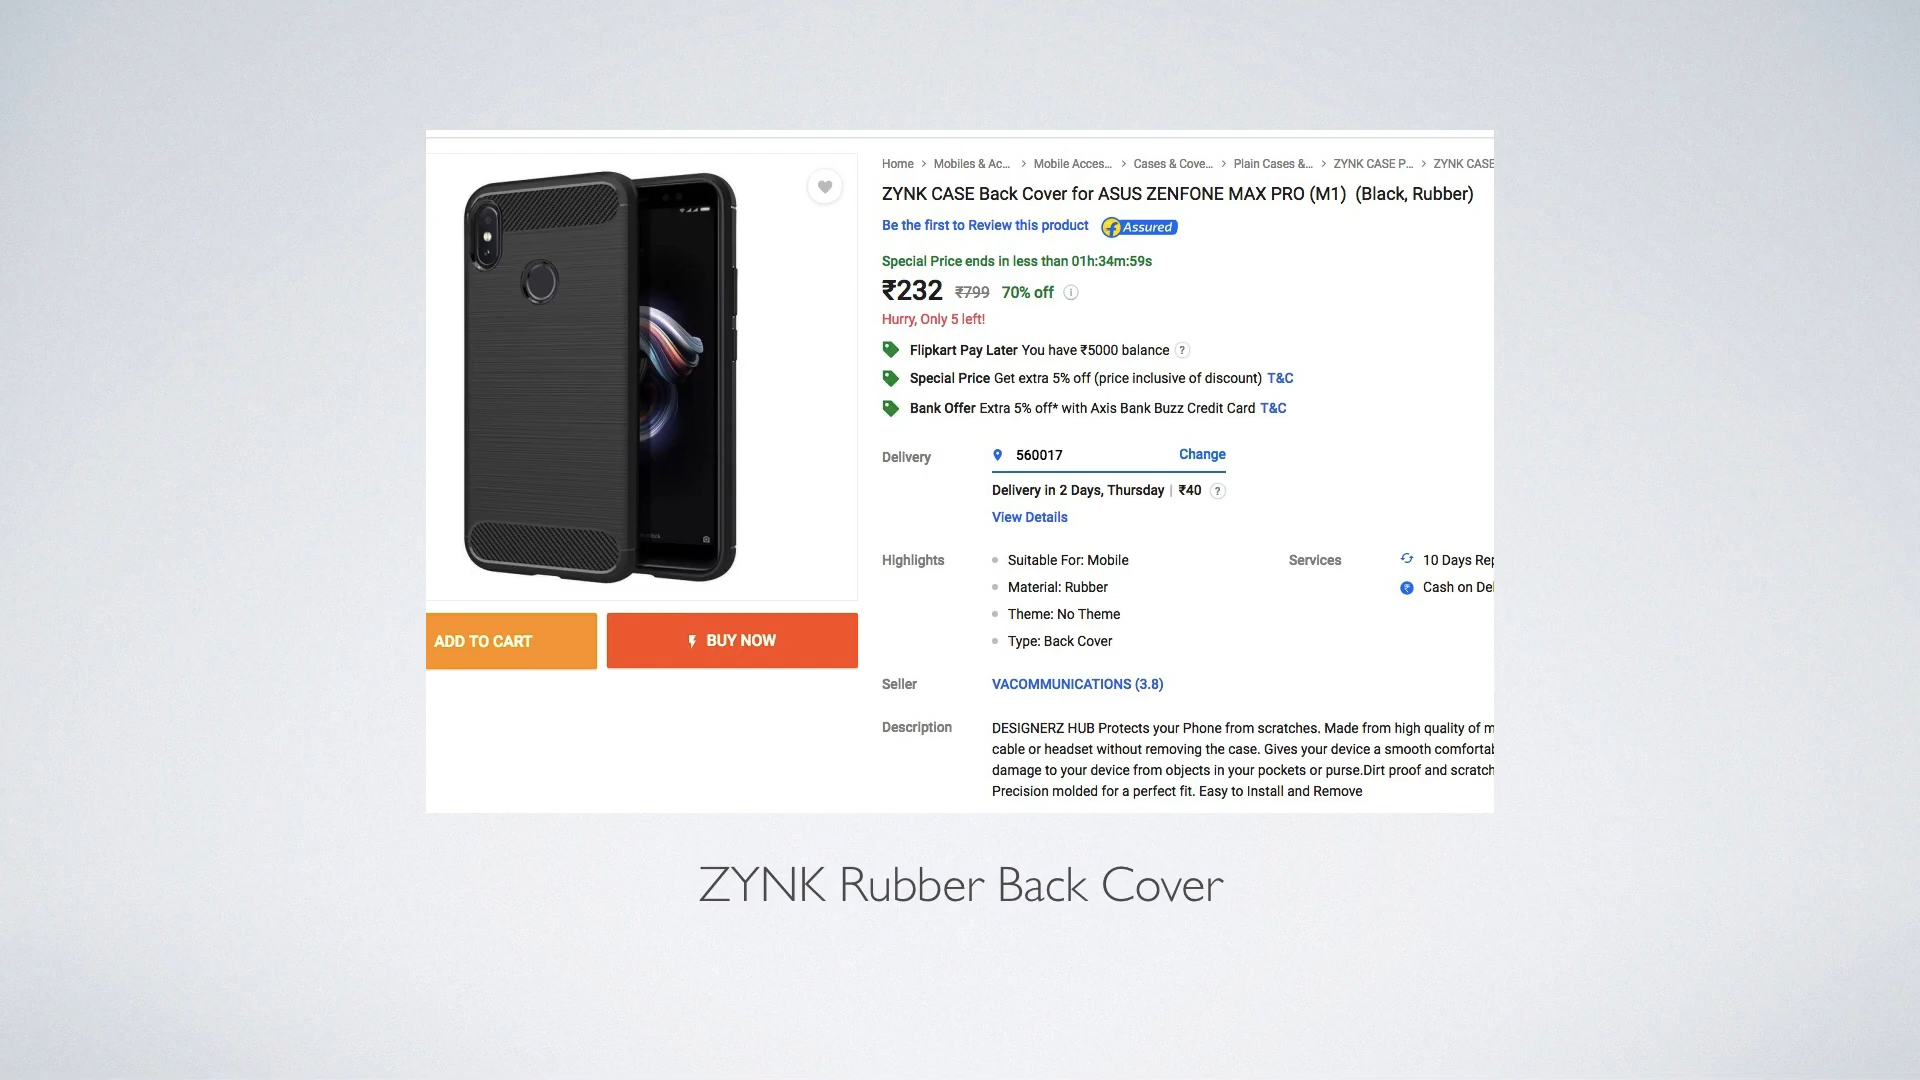 Home > Mobiles & Ac... > Mobile Acces... > Cases & Cove... > Plain Cases &... > ZYNK CASE P... > ZYNK CASE
ZYNK CASE Back Cover for ASUS ZENFONE MAX PRO (M1) (Black, Rubber)
Be the first to Review this product Assured
Special Price ends in less than 01h:34m:59s
₹232 ₹799 70% off
Hurry, Only 5 left!
Flipkart Pay Later You have ₹5000 balance ?
Special Price Get extra 5% off (price inclusive of discount) T&C
Bank Offer Extra 5% off* with Axis Bank Buzz Credit Card T&C
Delivery 560017 Change
Delivery in 2 Days, Thursday | ₹40 ?
View Details
Highlights
Suitable For: Mobile
Material: Rubber
Theme: No Theme
Type: Back Cover
Services
10 Days Rep
Cash on Del
ADD TO CART
BUY NOW
Seller VACOMMUNICATIONS (3.8)
Description DESIGNERZ HUB Protects your Phone from scratches. Made from high quality of m
cable or headset without removing the case. Gives your device a smooth comfortab
damage to your device from objects in your pockets or purse.Dirt proof and scratch
Precision molded for a perfect fit. Easy to Install and Remove
ZYNK Rubber Back Cover